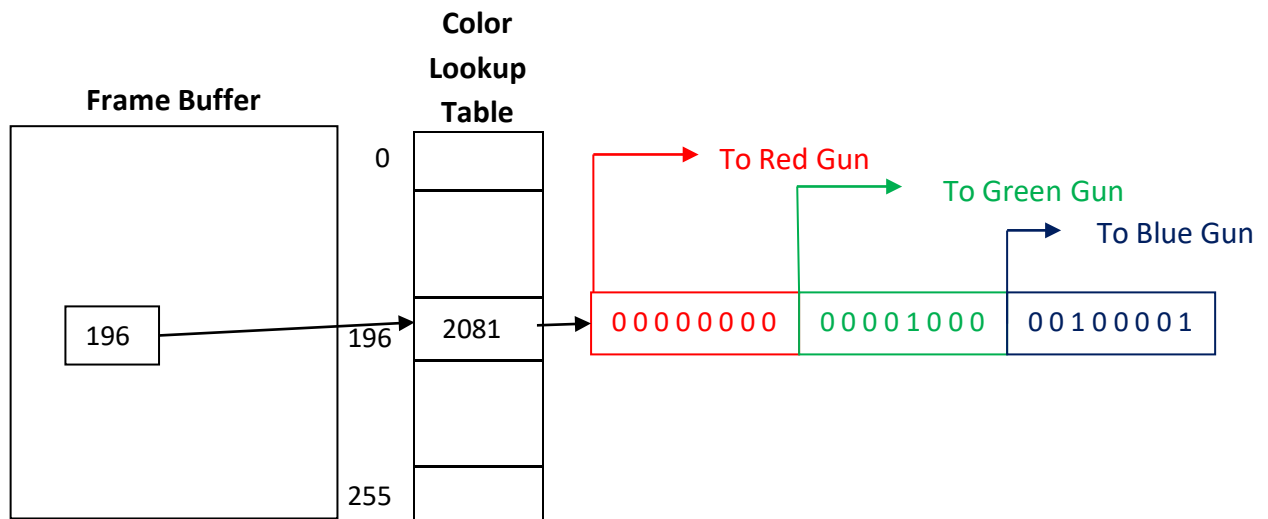 Color
Lookup
Table
Frame Buffer
0
To Red Gun
To Green Gun
To Blue Gun
196
196
2081
0 0 0 0 0 0 0 0
0 0 0 0 1 0 0 0
0 0 1 0 0 0 0 1
255